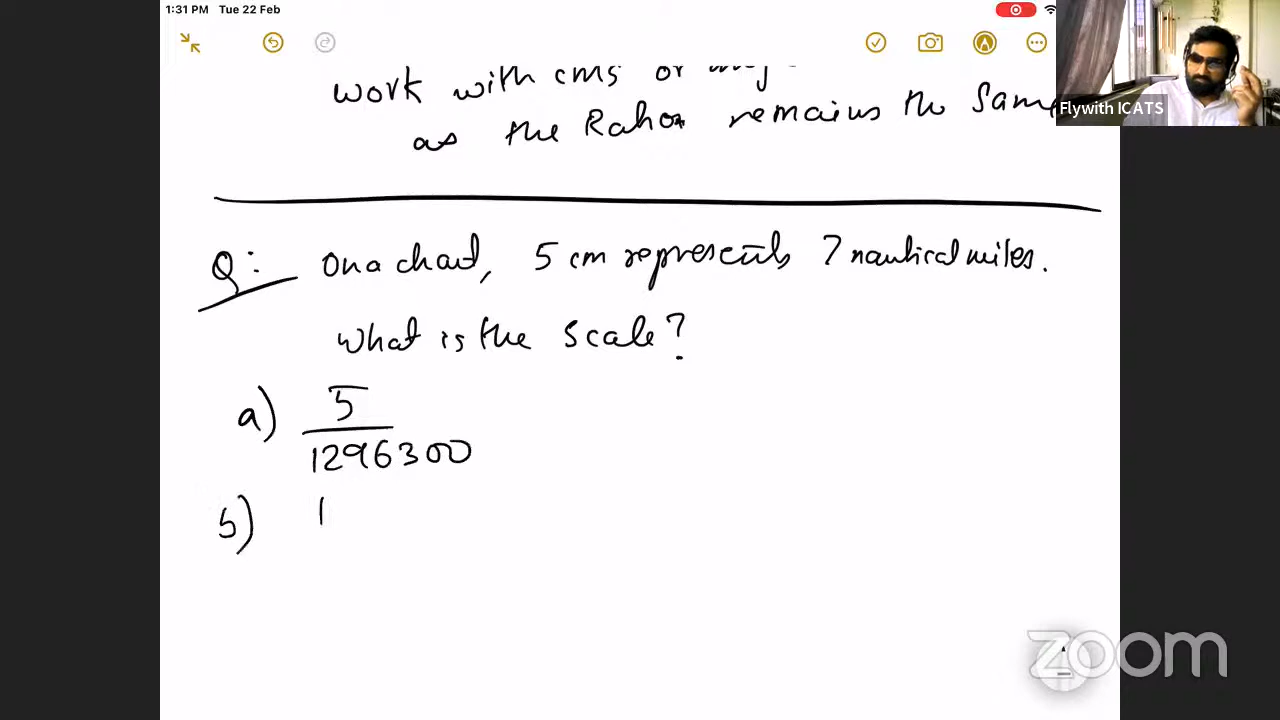 1:31 PM Tue 22 Feb
work with cms or
as the Ratio remains the same
Flywith ICATS
Q: On a chart, 5 cm represents 7 nautical miles.
What is the scale?
a) 5
1296300
b) 1
zoom